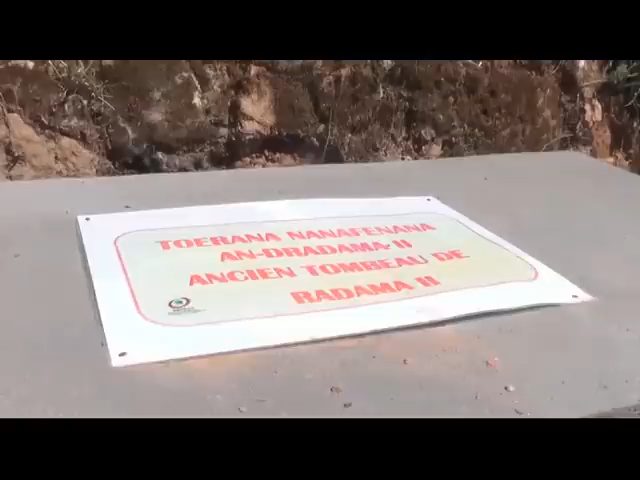 TOERANA NANAFENANA
AN-DRADAMA-II
ANCIEN TOMBEAU DE
RADAMA II